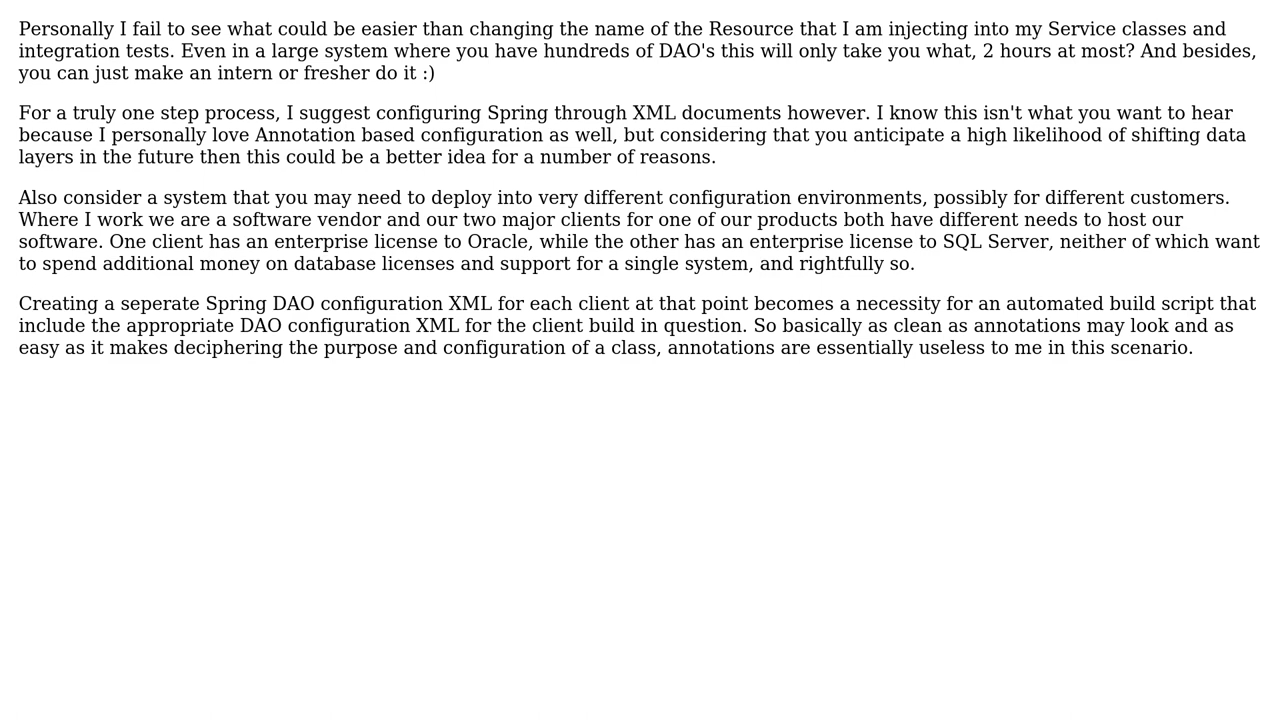 Personally I fail to see what could be easier than changing the name of the Resource that I am injecting into my Service classes and
integration tests. Even in a large system where you have hundreds of DAO's this will only take you what, 2 hours at most? And besides,
you can just make an intern or fresher do it :)
For a truly one step process, I suggest configuring Spring through XML documents however. I know this isn't what you want to hear
because I personally love Annotation based configuration as well, but considering that you anticipate a high likelihood of shifting data
layers in the future then this could be a better idea for a number of reasons.
Also consider a system that you may need to deploy into very different configuration environments, possibly for different customers.
Where I work we are a software vendor and our two major clients for one of our products both have different needs to host our
software. One client has an enterprise license to Oracle, while the other has an enterprise license to SQL Server, neither of which want
to spend additional money on database licenses and support for a single system, and rightfully so.
Creating a seperate Spring DAO configuration XML for each client at that point becomes a necessity for an automated build script that
include the appropriate DAO configuration XML for the client build in question. So basically as clean as annotations may look and as
easy as it makes deciphering the purpose and configuration of a class, annotations are essentially useless to me in this scenario.